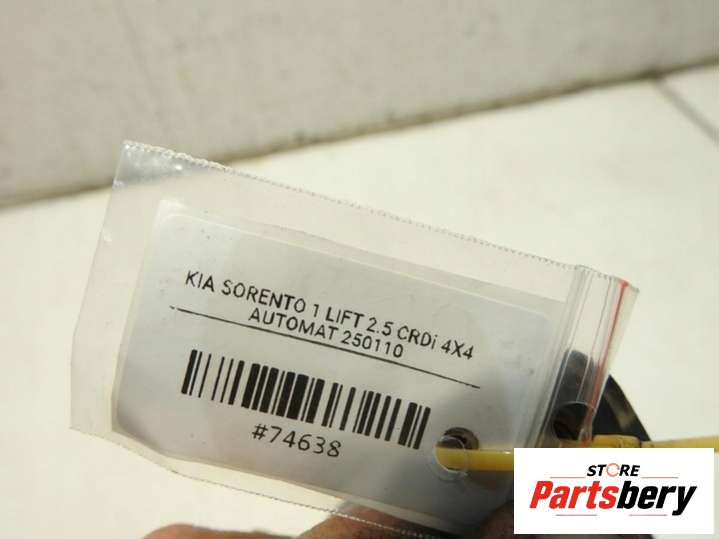 KIA SORENTO 1 LIFT 2.5 CRDi 4X4
AUTOMAT 250110
#74638
STORE
Partsbery